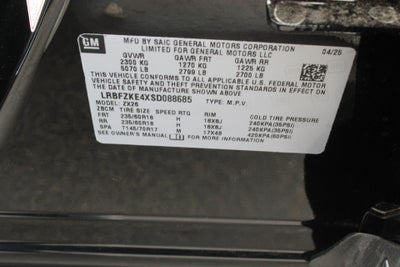 GM
MFD BY SAIC GENERAL MOTORS CORPORATION
LIMITED FOR GENERAL MOTORS LLC
04/25
GVWR GAWR FRT GAWR RR
2300 KG 1270 KG 1225 KG
5070 LB 2799 LB 2700 LB
THIS VEHICLE CONFORMS TO ALL APPLICABLE U.S. FEDERAL MOTOR
VEHICLE SAFETY AND THEFT PREVENTION STANDARDS IN EFFECT ON THE
DATE OF MANUFACTURE SHOWN ABOVE.
LRBFZKE4XSD088685 TYPE: M.P.V.
MODEL: ZX26
TIRE SIZE SPEED RTG RIM COLD TIRE PRESSURE
FRT 235/60R18 H 18X8J 240KPA(35PSI)
RR 235/60R18 H 18X8J 240KPA(35PSI)
SPA T145/70R17 M 17X4B 420KPA(60PSI)
SEE OWNER'S MANUAL FOR MORE INFORMATION